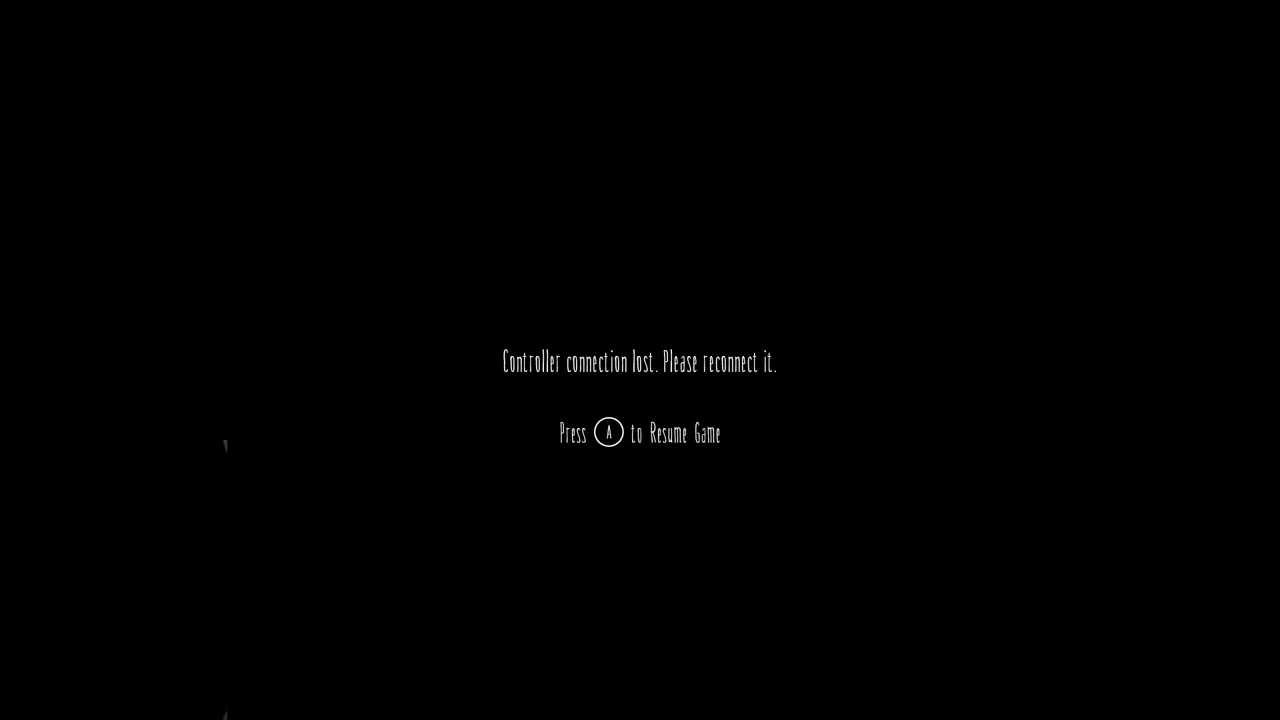 Controller connection lost. Please reconnect it.
Press A to Resume Game